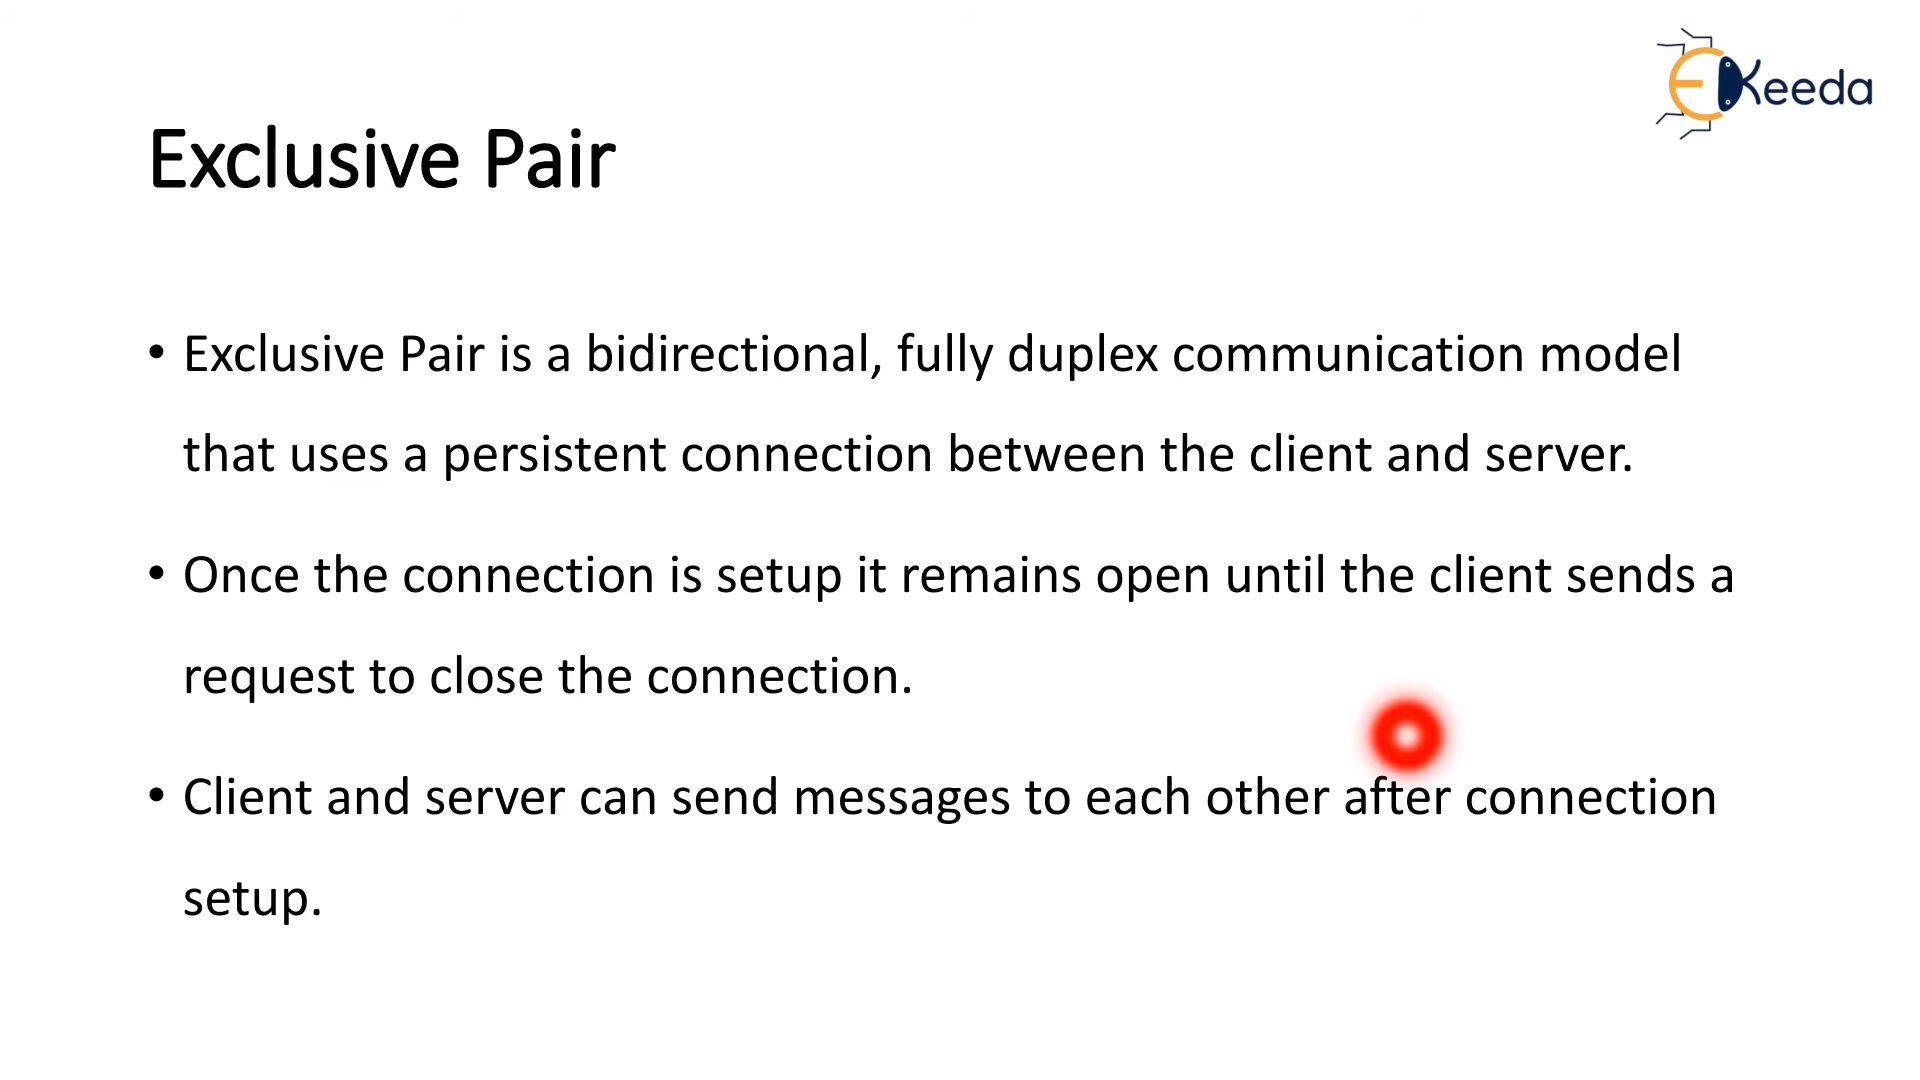 EKeeda
Exclusive Pair
• Exclusive Pair is a bidirectional, fully duplex communication model
that uses a persistent connection between the client and server.
• Once the connection is setup it remains open until the client sends a
request to close the connection.
• Client and server can send messages to each other after connection
setup.